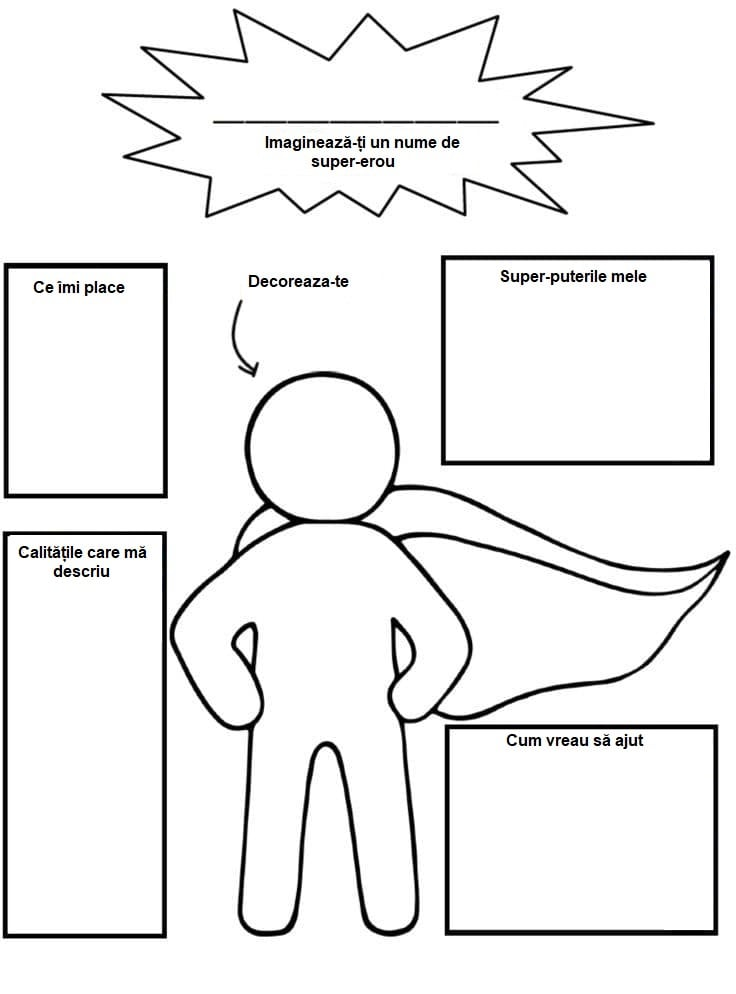 Imaginează-ți un nume de
super-erou
Ce îmi place
Decoreaza-te
Super-puterile mele
Calitățile care mă
descriu
Cum vreau să ajut